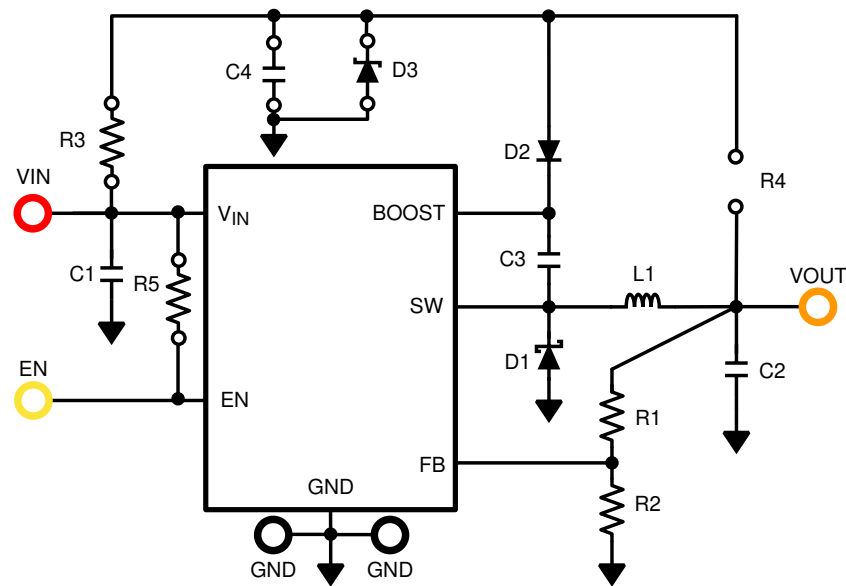 C4
D3
R3
D2
R4
VIN
VIN
BOOST
C1
R5
C3
L1
VOUT
SW
D1
EN
EN
C2
R1
FB
GND
R2
GND
GND